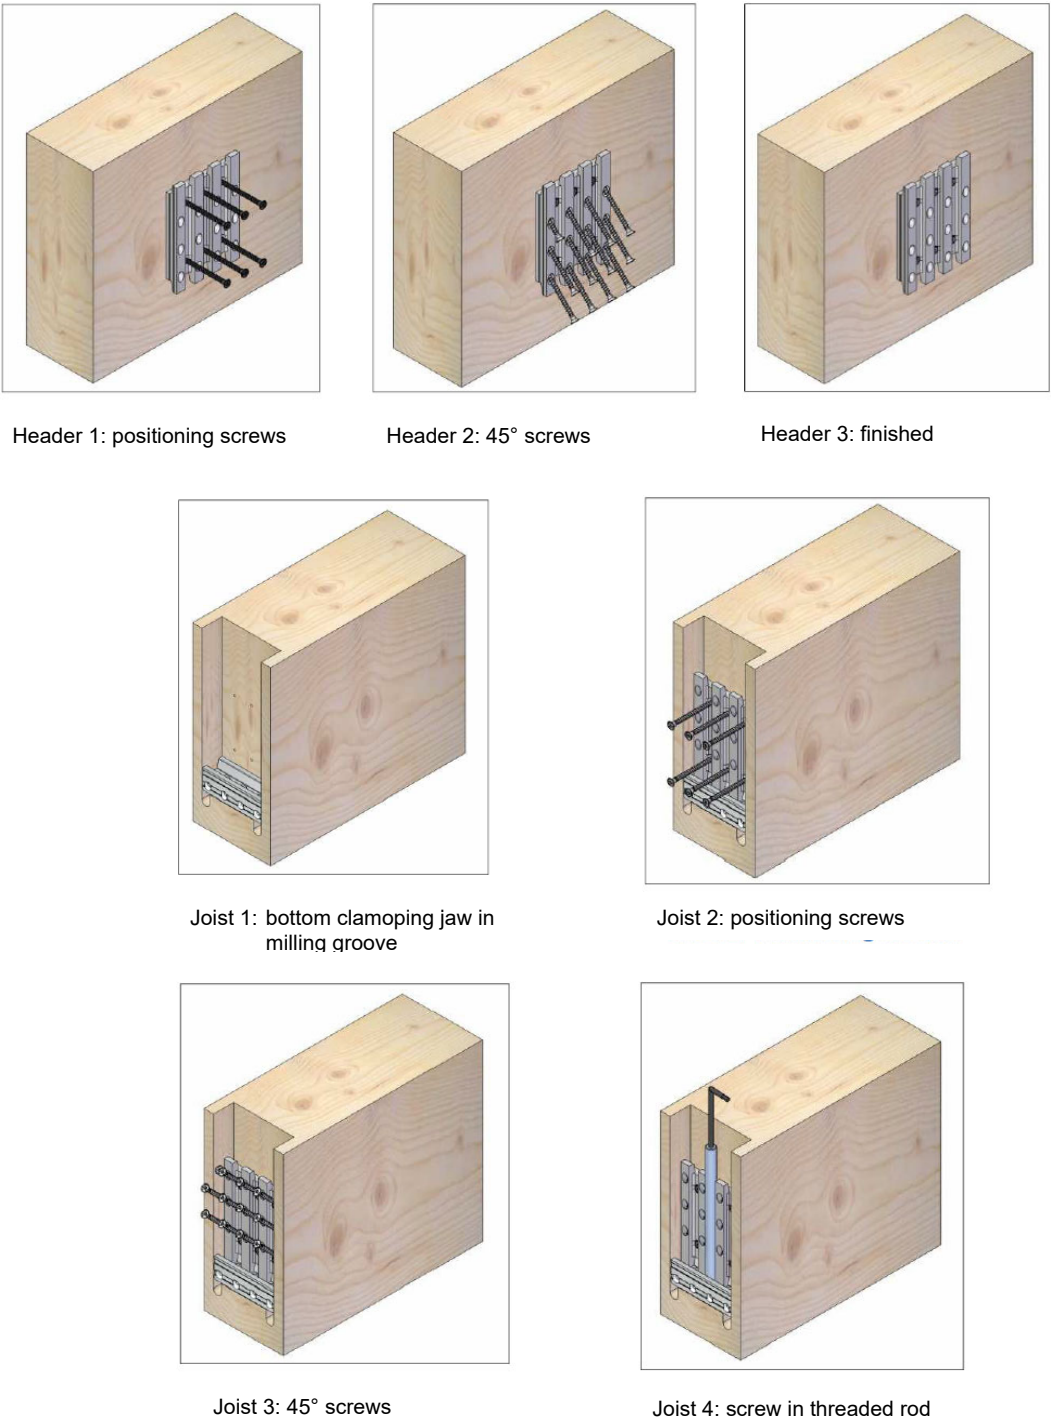 Header 1: positioning screws
Header 2: 45° screws
Header 3: finished
Joist 1: bottom clamoping jaw in
milling groove
Joist 2: positioning screws
Joist 3: 45° screws
Joist 4: screw in threaded rod